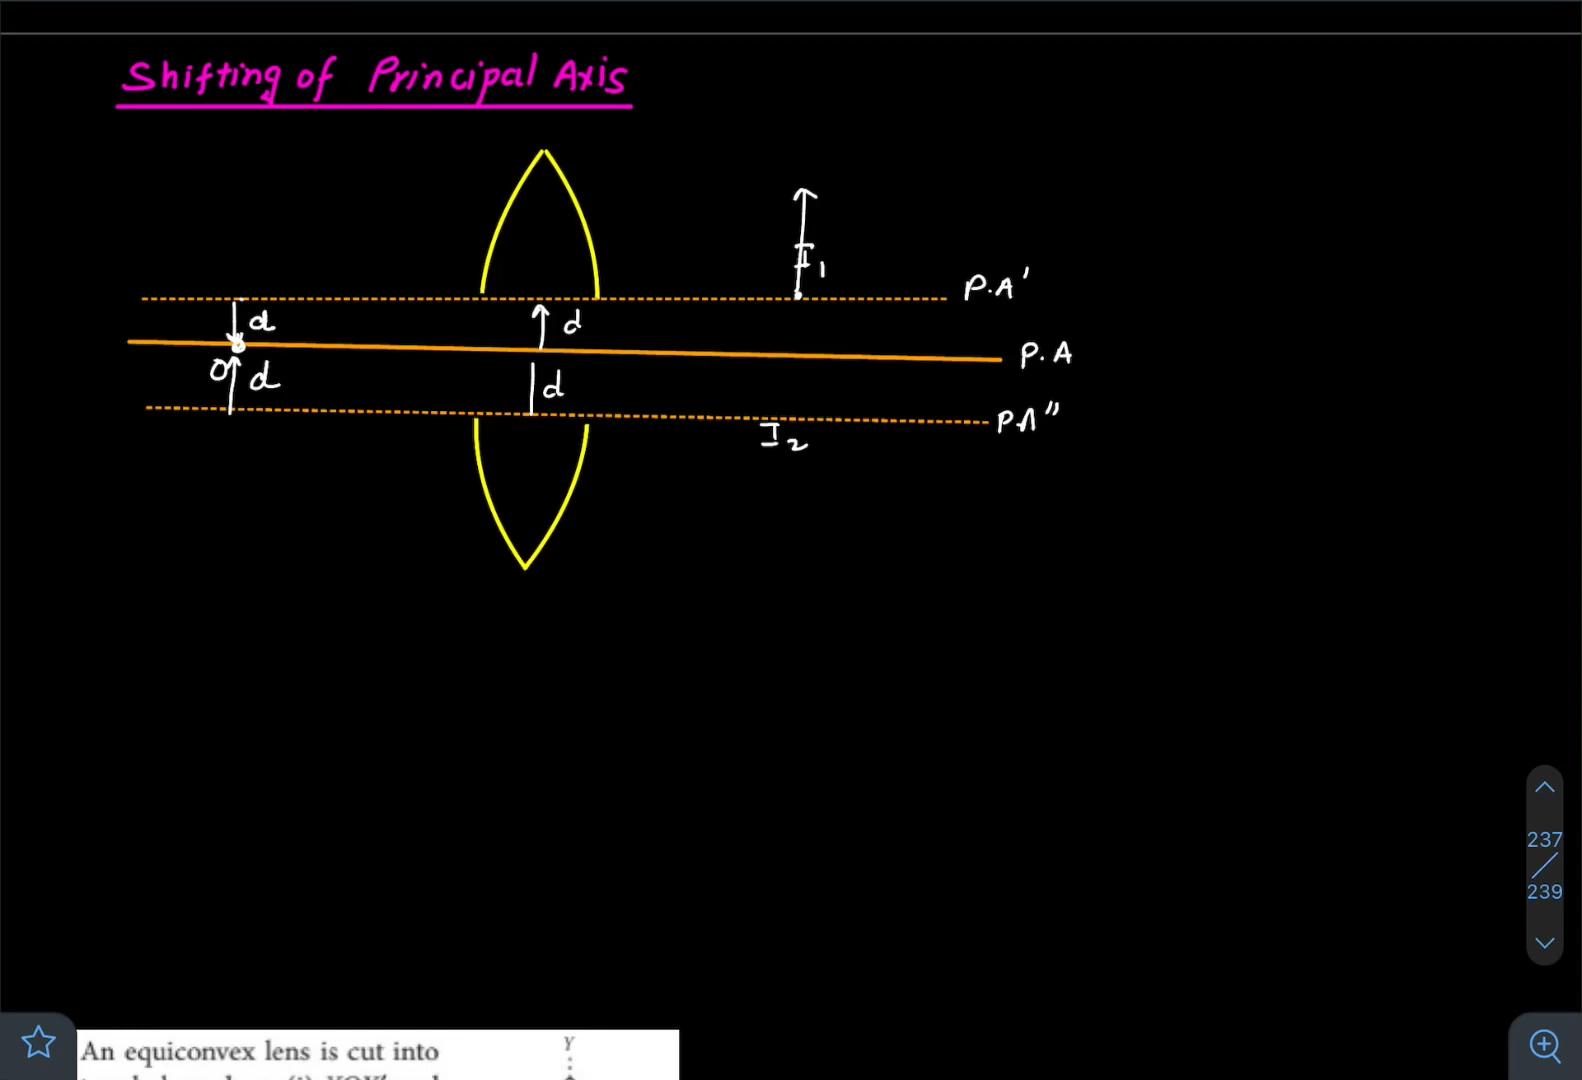 Shifting of Principal Axis
I₁
P.A'
d
d
P.A
O
d
d
P.A"
I₂
237
239
An equiconvex lens is cut into
Y